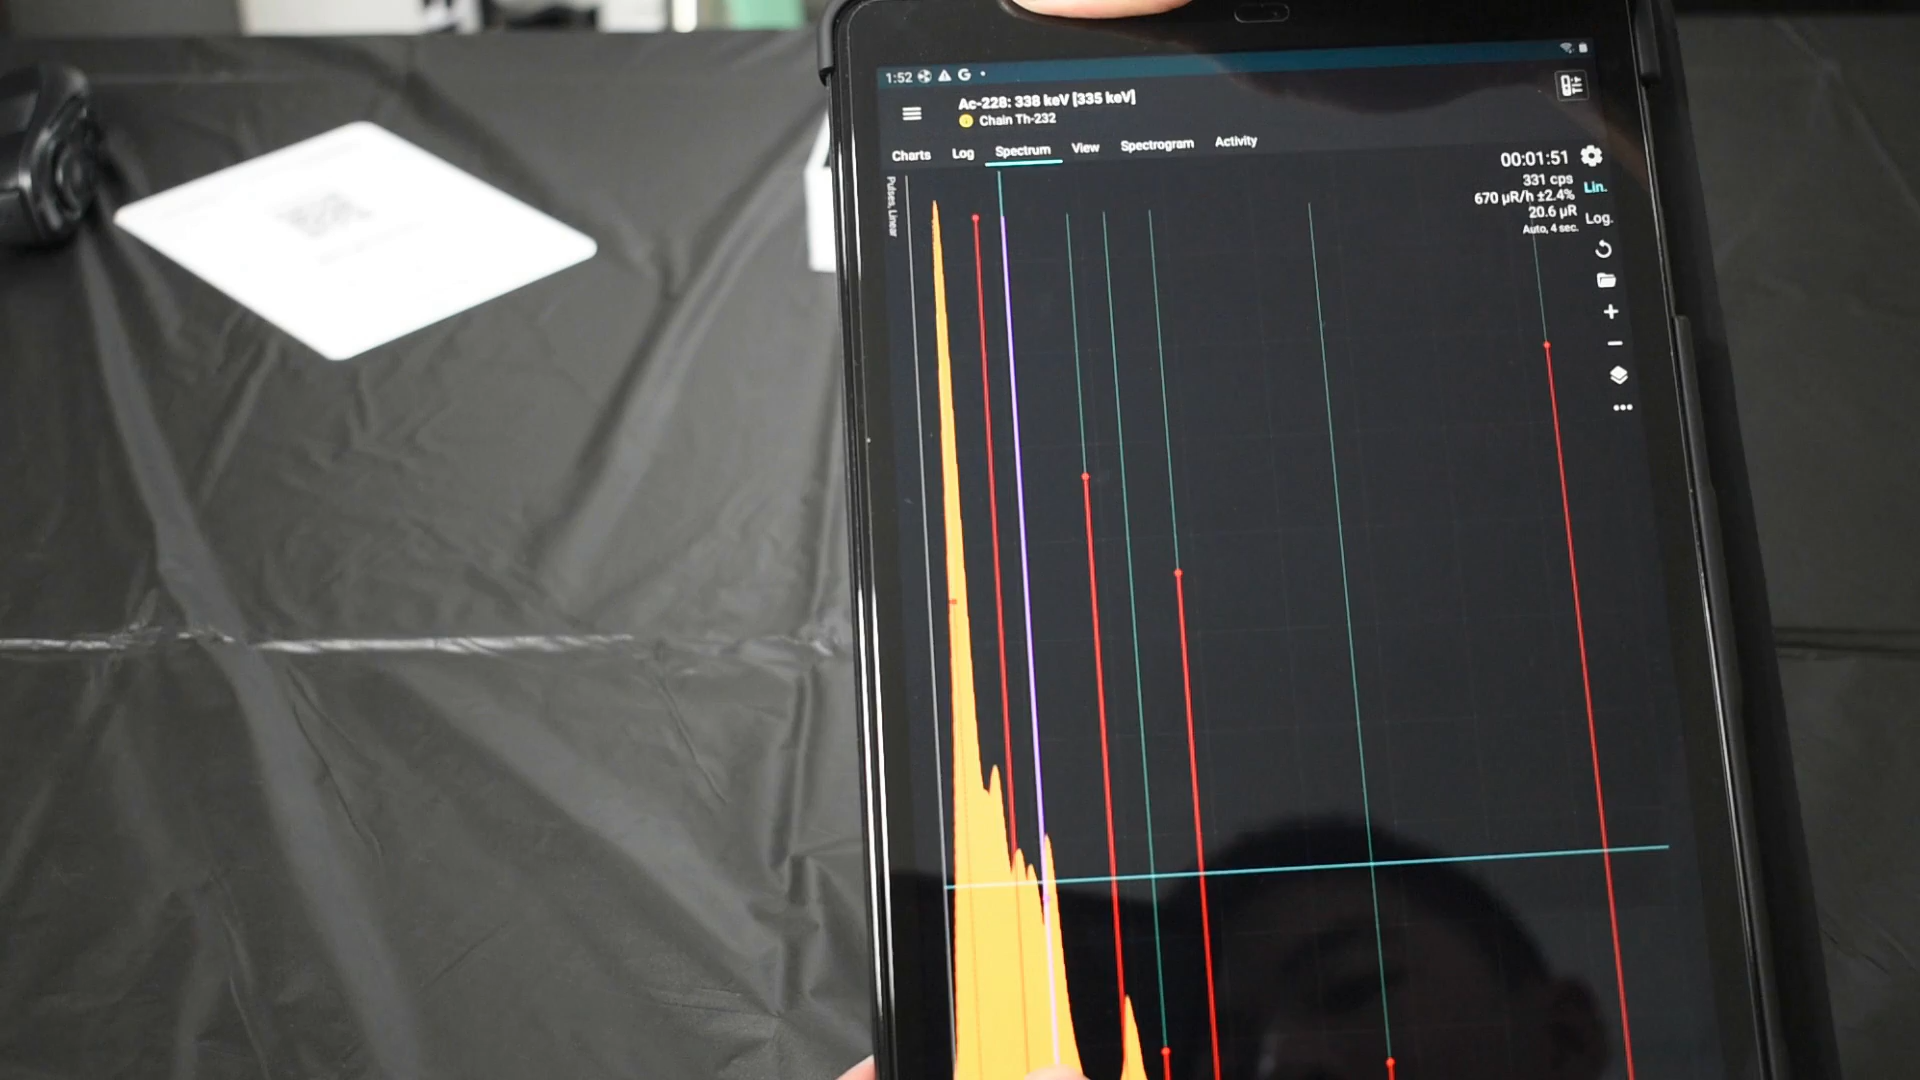 1:52
Ac-228: 338 keV [335 keV]
Chain Th-232
Charts Log Spectrum View Spectrogram Activity
00:01:51
331 cps
670 µR/h ±2.4%
20.6 µR
Auto, 4 sec.
Lin.
Log.
Pulses, Linear